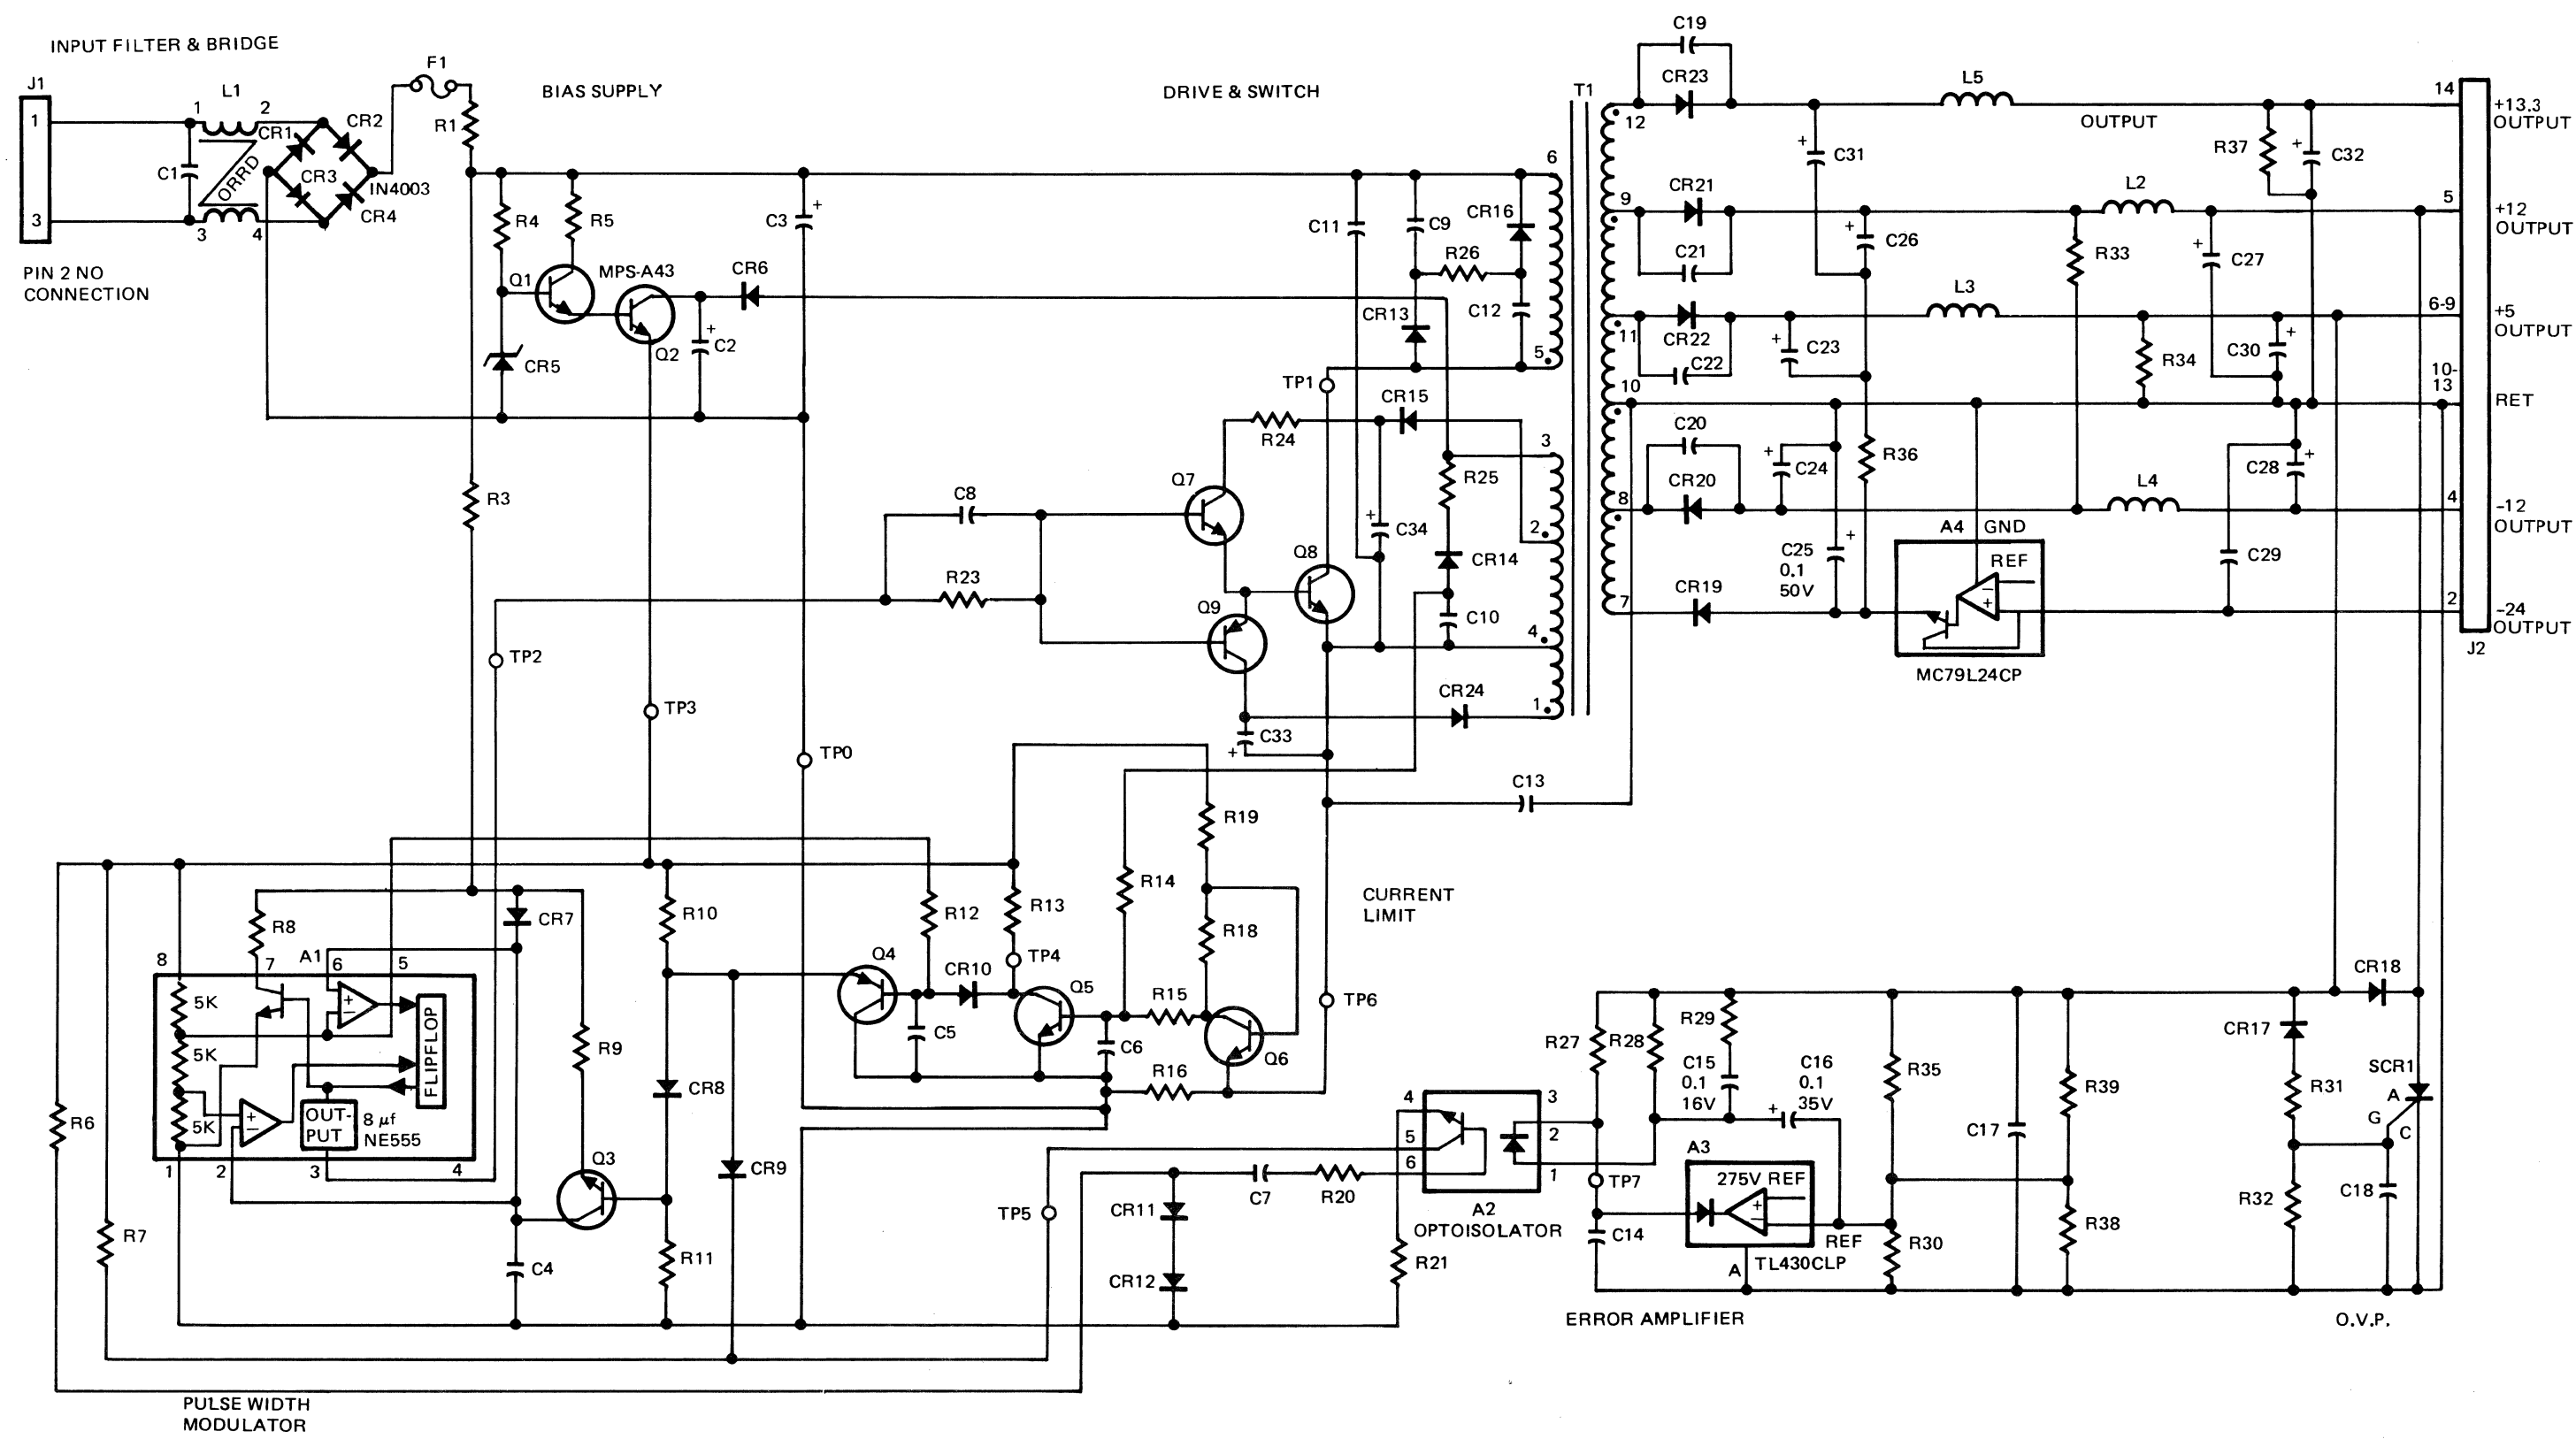 INPUT FILTER & BRIDGE
J1
1
3
PIN 2 NO
CONNECTION
L1
1
2
3
4
C1
ORRD
CR1
CR2
CR3
CR4
IN4003
F1
R1
BIAS SUPPLY
R4
R5
Q1
MPS-A43
Q2
CR5
CR6
C2
+
C3
+
R3
TP2
TP3
TP0
DRIVE & SWITCH
C11
C9
CR16
R26
CR13
C12
6
5
TP1
CR15
R24
Q7
C8
R23
Q9
Q8
+
C34
R25
CR14
C10
3
2
4
1
CR24
C33
+
C13
T1
12
9
11
10
8
7
C19
CR23
CR21
C21
CR22
C22
C20
CR20
CR19
+
C31
+
C26
+
C23
+
C24
C25
0.1
50V
+
R36
L5
L2
L3
L4
OUTPUT
R33
R34
R37
+
C32
+
C27
C30
+
C28
+
C29
A4
GND
REF
−
+
MC79L24CP
14
+13.3
OUTPUT
5
+12
OUTPUT
6-9
+5
OUTPUT
10-
13
RET
4
-12
OUTPUT
2
-24
OUTPUT
J2
R6
R7
R8
8
7
A1
6
5
5K
5K
5K
+
−
+
−
FLIPFLOP
OUT-
PUT
8 μf
NE555
1
2
3
4
CR7
R9
Q3
C4
R10
R11
CR8
CR9
Q4
R12
R13
TP4
CR10
C5
Q5
C6
R14
R15
R16
R18
R19
Q6
TP6
CURRENT
LIMIT
TP5
CR11
CR12
C7
R20
R21
4
5
6
3
2
1
A2
OPTOISOLATOR
R27
R28
R29
C15
0.1
16V
C16
0.1
35V
+
TP7
C14
A3
275V REF
+
−
REF
A
TL430CLP
R35
R30
C17
R39
R38
CR17
R31
R32
CR18
SCR1
A
G
C
C18
ERROR AMPLIFIER
O.V.P.
PULSE WIDTH
MODULATOR